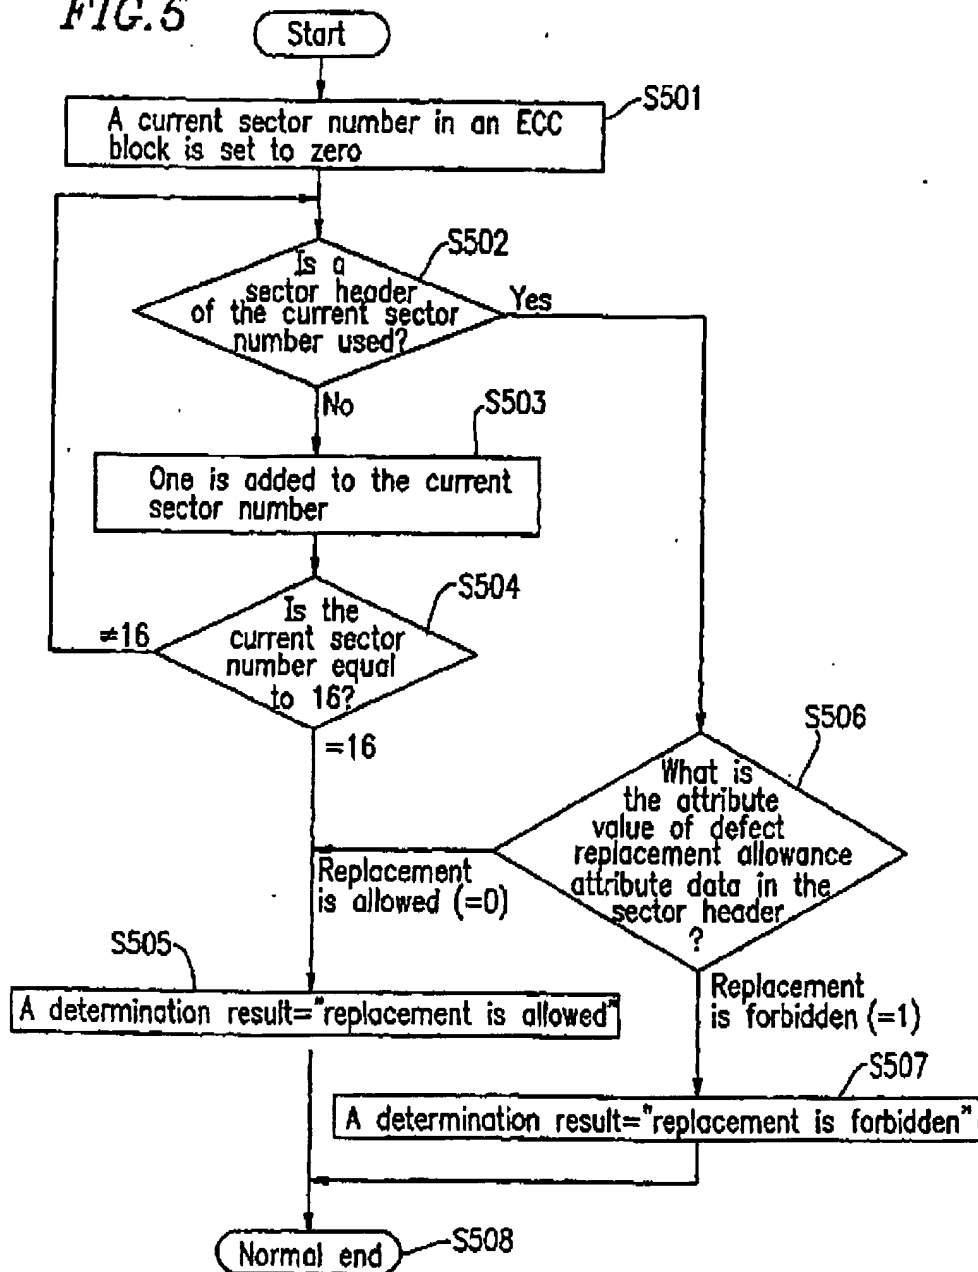 FIG.5
Start
S501
A current sector number in an ECC
block is set to zero
S502
Is a
sector header
of the current sector
number used?
Yes
No
S503
One is added to the current
sector number
S504
Is the
current sector
number equal
to 16?
≠16
=16
S506
What is
the attribute
value of defect
replacement allowance
attribute data in the
sector header
?
Replacement
is allowed (=0)
S505
A determination result="replacement is allowed"
Replacement
is forbidden (=1)
S507
A determination result="replacement is forbidden"
Normal end
S508